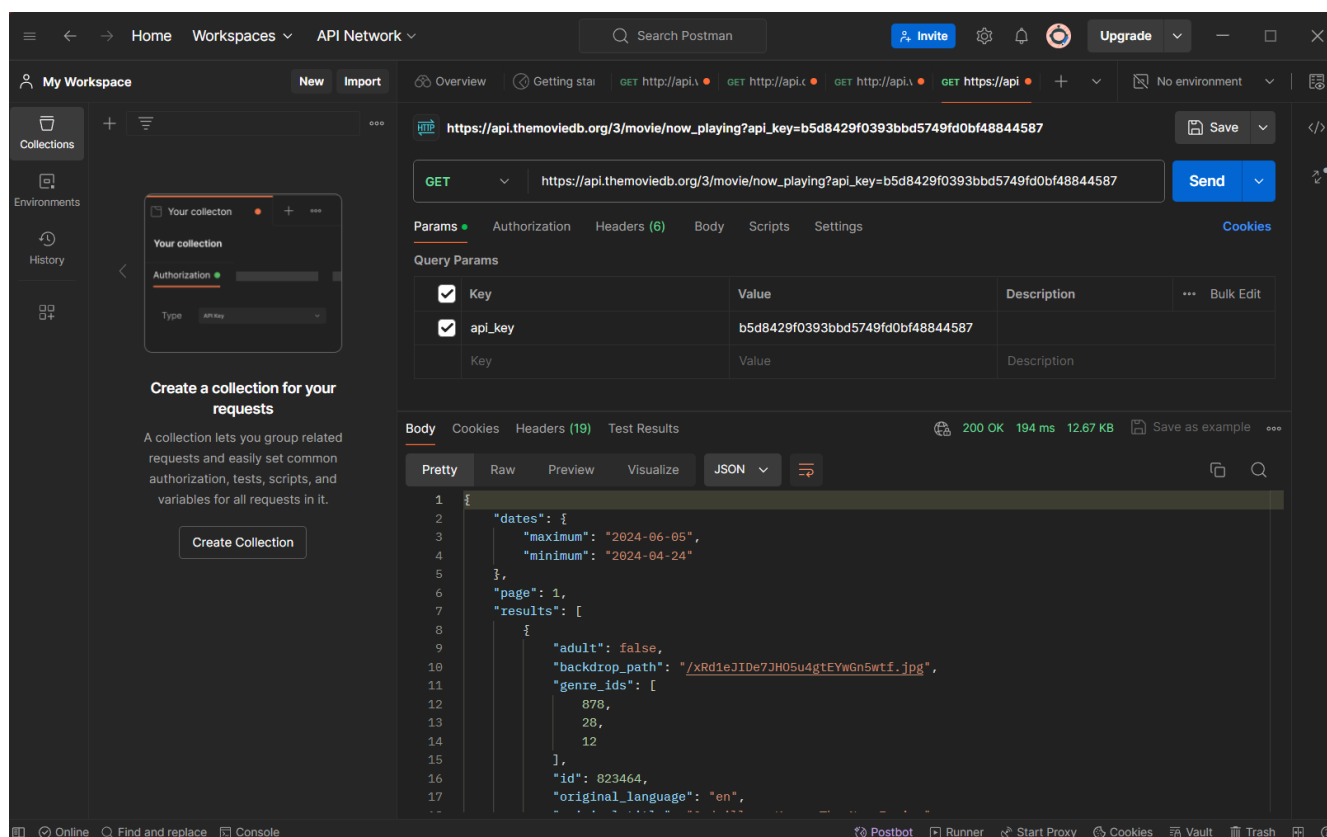 Home Workspaces API Network Search Postman Invite Upgrade
My Workspace New Import Overview Getting star GET http://api.v GET http://api.c GET http://api.v GET https://api No environment
Collections
Environments
History
Your collecton
Your collection
Authorization
Type API Key
Create a collection for your
requests
A collection lets you group related
requests and easily set common
authorization, tests, scripts, and
variables for all requests in it.
Create Collection
HTTP https://api.themoviedb.org/3/movie/now_playing?api_key=b5d8429f0393bbd5749fd0bf48844587 Save
GET https://api.themoviedb.org/3/movie/now_playing?api_key=b5d8429f0393bbd5749fd0bf48844587 Send
Params Authorization Headers (6) Body Scripts Settings Cookies
Query Params
Key Value Description Bulk Edit
api_key b5d8429f0393bbd5749fd0bf48844587
Key Value Description
Body Cookies Headers (19) Test Results 200 OK 194 ms 12.67 KB Save as example
Pretty Raw Preview Visualize JSON
1 {
2 "dates": {
3 "maximum": "2024-06-05",
4 "minimum": "2024-04-24"
5 },
6 "page": 1,
7 "results": [
8 {
9 "adult": false,
10 "backdrop_path": "/xRd1eJIDe7JHO5u4gtEYwGn5wtf.jpg",
11 "genre_ids": [
12 878,
13 28,
14 12
15 ],
16 "id": 823464,
17 "original_language": "en",
Online Find and replace Console Postbot Runner Start Proxy Cookies Vault Trash